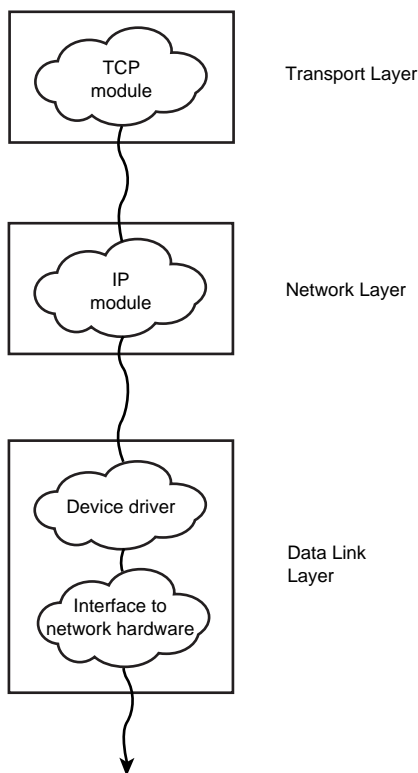 TCP
module
Transport Layer
IP
module
Network Layer
Device driver
Data Link
Layer
Interface to
network hardware